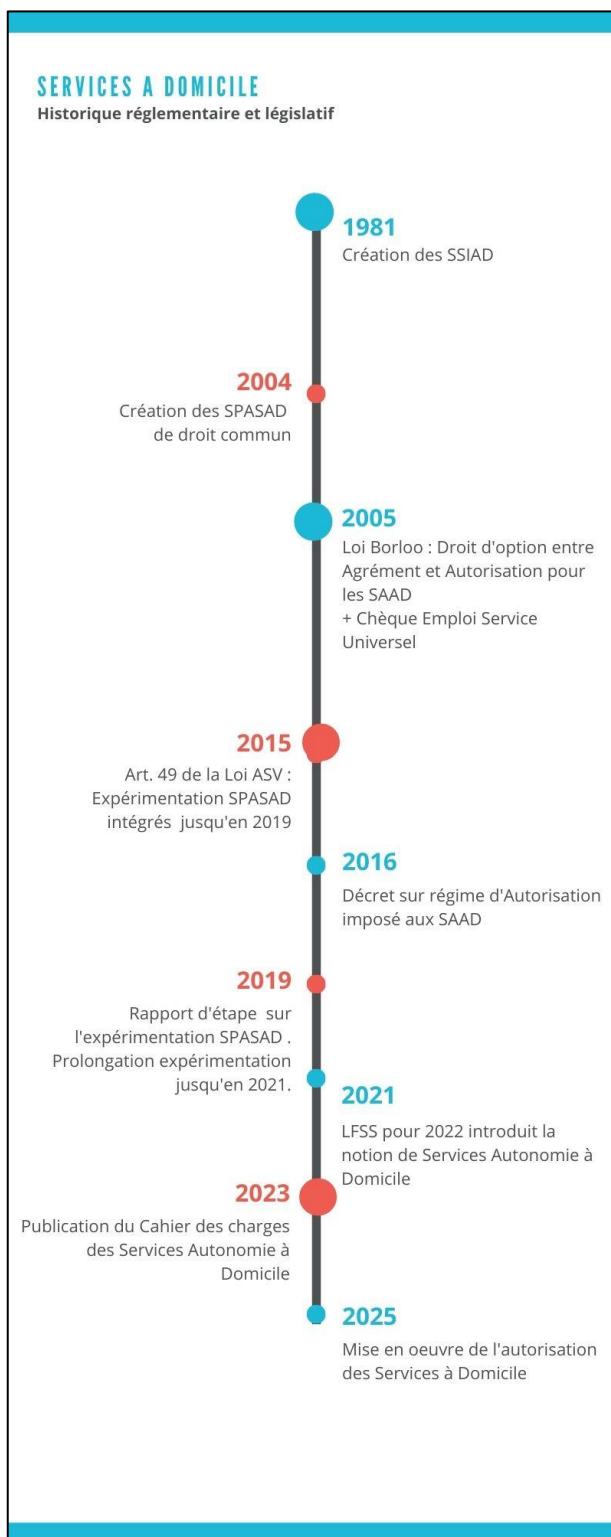 SERVICES A DOMICILE
Historique réglementaire et législatif
1981
Création des SSIAD
2004
Création des SPASAD
de droit commun
2005
Loi Borloo : Droit d'option entre
Agrément et Autorisation pour
les SAAD
+ Chèque Emploi Service
Universel
2015
Art. 49 de la Loi ASV :
Expérimentation SPASAD
intégrés jusqu'en 2019
2016
Décret sur régime d'Autorisation
imposé aux SAAD
2019
Rapport d'étape sur
l'expérimentation SPASAD .
Prolongation expérimentation
jusqu'en 2021.
2021
LFSS pour 2022 introduit la
notion de Services Autonomie à
Domicile
2023
Publication du Cahier des charges
des Services Autonomie à
Domicile
2025
Mise en oeuvre de l'autorisation
des Services à Domicile